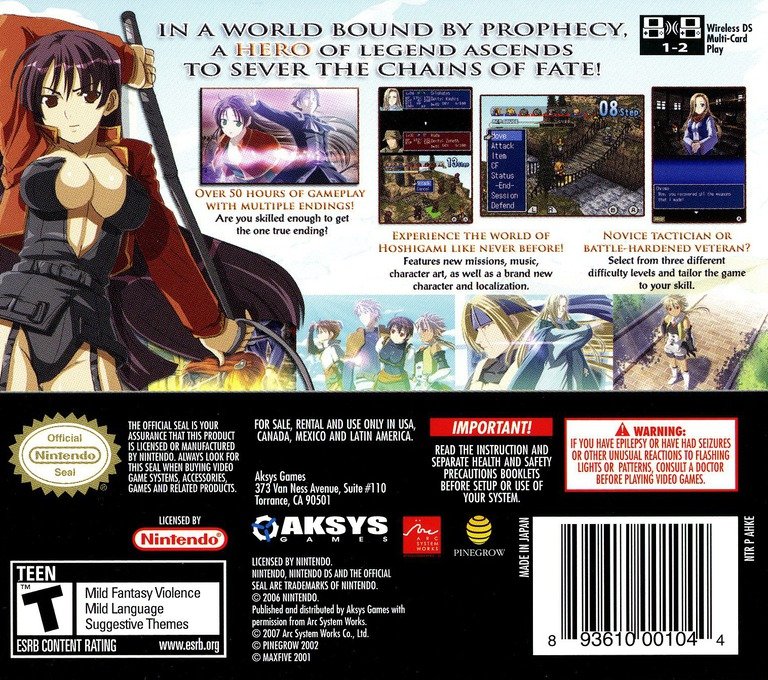 IN A WORLD BOUND BY PROPHECY,
A HERO OF LEGEND ASCENDS
TO SEVER THE CHAINS OF FATE!
1-2
Wireless DS
Multi-Card
Play
08 Step
Move
Attack
Item
CF
Status
-End-
Session
Defend
OVER 50 HOURS OF GAMEPLAY
WITH MULTIPLE ENDINGS!
Are you skilled enough to get
the one true ending?
EXPERIENCE THE WORLD OF
HOSHIGAMI LIKE NEVER BEFORE!
Features new missions, music,
character art, as well as a brand new
character and localization.
NOVICE TACTICIAN OR
BATTLE-HARDENED VETERAN?
Select from three different
difficulty levels and tailor the game
to your skill.
Official
Nintendo
Seal
THE OFFICIAL SEAL IS YOUR
ASSURANCE THAT THIS PRODUCT
IS LICENSED OR MANUFACTURED
BY NINTENDO. ALWAYS LOOK FOR
THIS SEAL WHEN BUYING VIDEO
GAME SYSTEMS, ACCESSORIES,
GAMES AND RELATED PRODUCTS.
FOR SALE, RENTAL AND USE ONLY IN USA,
CANADA, MEXICO AND LATIN AMERICA.
Aksys Games
373 Van Ness Avenue, Suite #110
Torrance, CA 90501
IMPORTANT!
READ THE INSTRUCTION AND
SEPARATE HEALTH AND SAFETY
PRECAUTIONS BOOKLETS
BEFORE SETUP OR USE OF
YOUR SYSTEM.
WARNING:
IF YOU HAVE EPILEPSY OR HAVE HAD SEIZURES
OR OTHER UNUSUAL REACTIONS TO FLASHING
LIGHTS OR PATTERNS, CONSULT A DOCTOR
BEFORE PLAYING VIDEO GAMES.
LICENSED BY
Nintendo®
AKSYS
GAMES
ARC
SYSTEM
WORKS
PINEGROW
MADE IN JAPAN
NTR P AHKE
LICENSED BY NINTENDO.
NINTENDO, NINTENDO DS AND THE OFFICIAL
SEAL ARE TRADEMARKS OF NINTENDO.
© 2006 NINTENDO.
Published and distributed by Aksys Games with
permission from Arc System Works.
© 2007 Arc System Works Co., Ltd.
© PINEGROW 2002
© MAXFIVE 2001
TEEN
T
TM
Mild Fantasy Violence
Mild Language
Suggestive Themes
ESRB CONTENT RATING www.esrb.org
8 93610 00104 4